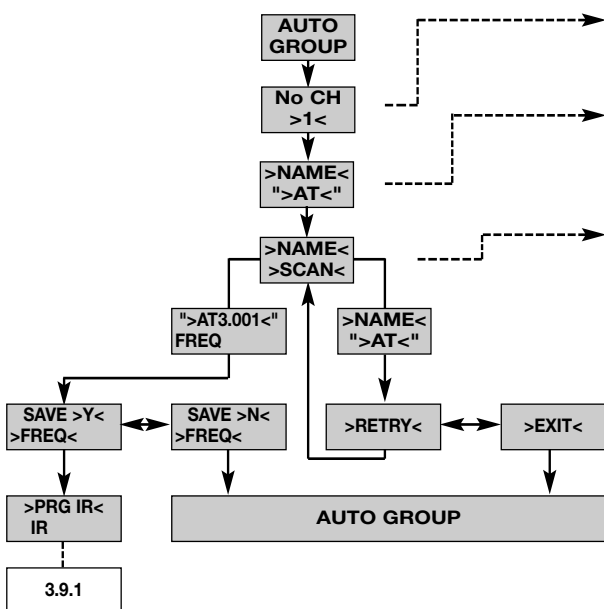 AUTO
GROUP
No CH
>1<
>NAME<
">AT<"
>NAME<
>SCAN<
">AT3.001<"
FREQ
>NAME<
">AT<"
SAVE >Y<
>FREQ<
SAVE >N<
>FREQ<
>RETRY<
>EXIT<
>PRG IR<
IR
AUTO GROUP
3.9.1